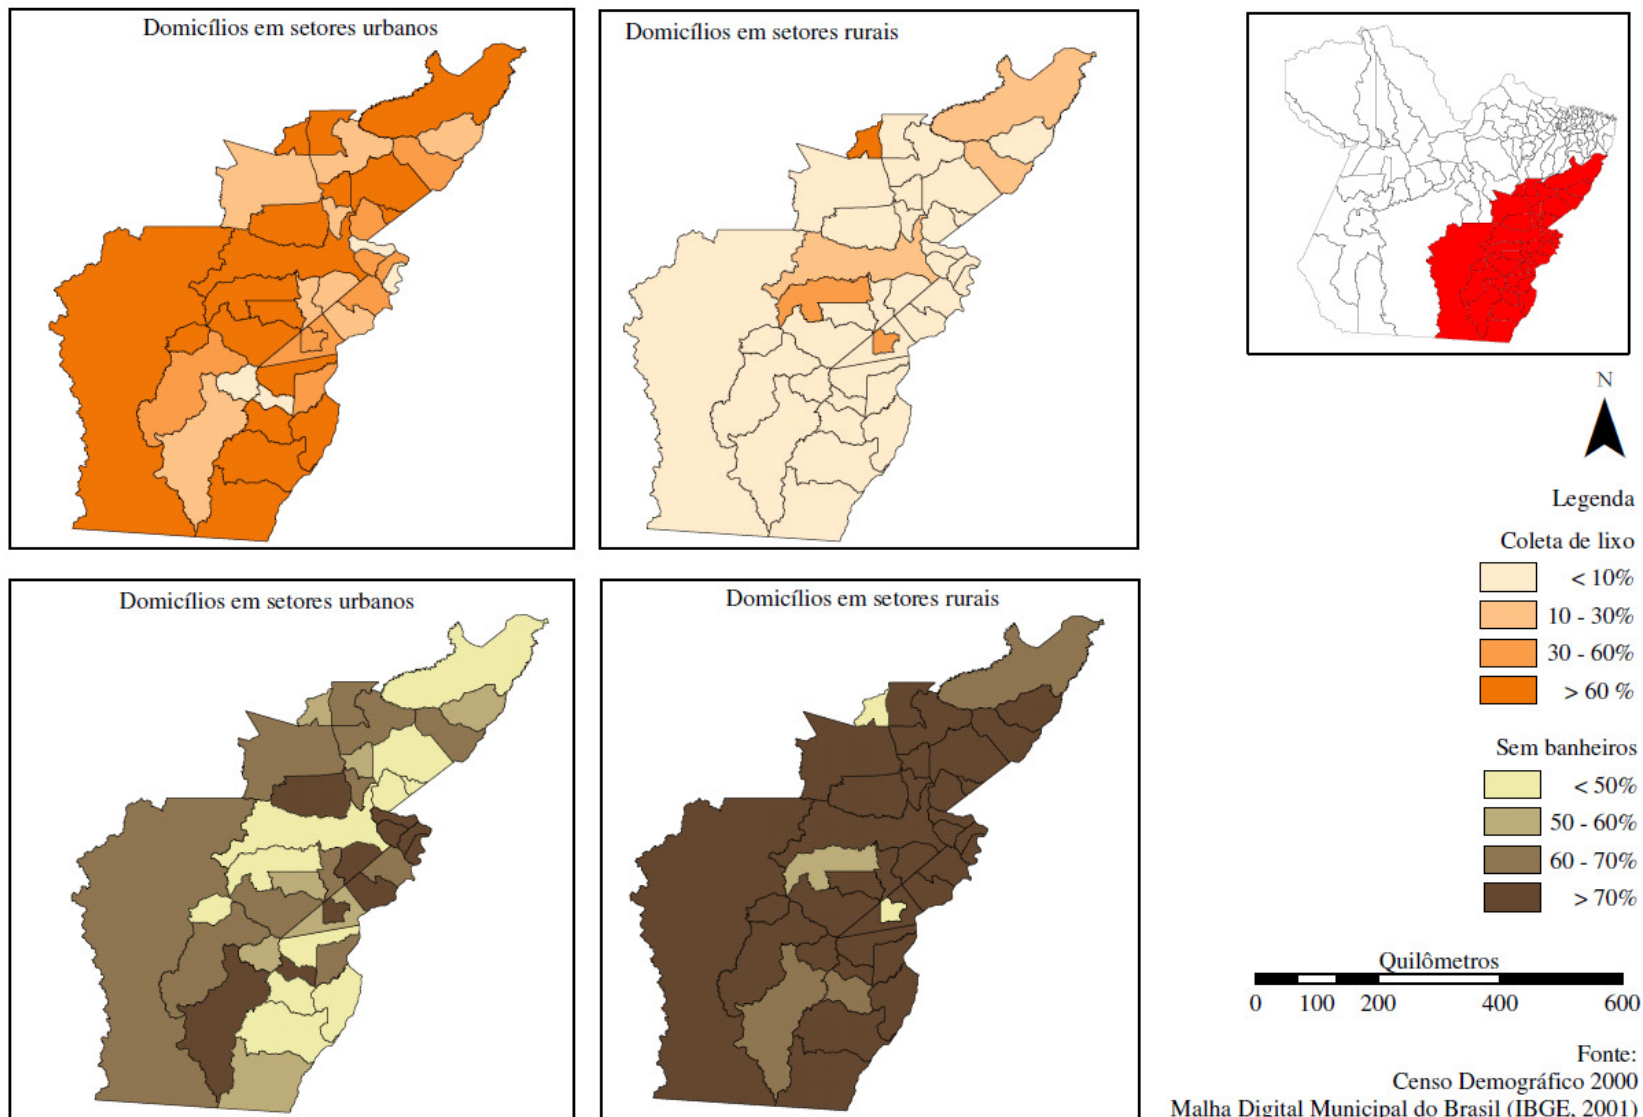 Domicílios em setores urbanos
Domicílios em setores rurais
N
Legenda
Coleta de lixo
< 10%
10 - 30%
30 - 60%
> 60 %
Domicílios em setores urbanos
Domicílios em setores rurais
Sem banheiros
< 50%
50 - 60%
60 - 70%
> 70%
Quilômetros
0 100 200 400 600
Fonte:
Censo Demográfico 2000
Malha Digital Municipal do Brasil (IBGE, 2001)